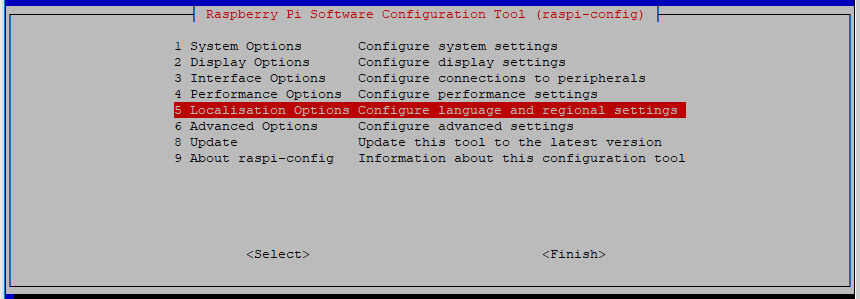 Raspberry Pi Software Configuration Tool (raspi-config)
1 System Options Configure system settings
2 Display Options Configure display settings
3 Interface Options Configure connections to peripherals
4 Performance Options Configure performance settings
5 Localisation Options Configure language and regional settings
6 Advanced Options Configure advanced settings
8 Update Update this tool to the latest version
9 About raspi-config Information about this configuration tool
<Select> <Finish>